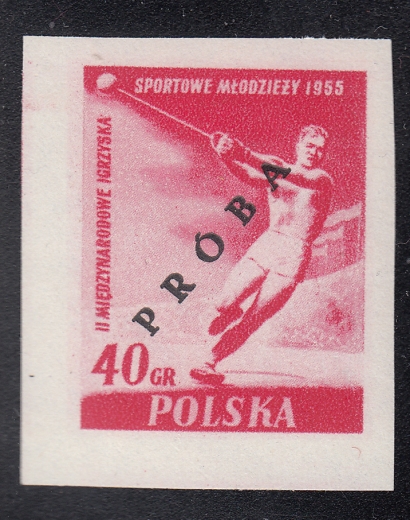 II MIĘDZYNARODOWE IGRZYSKA
SPORTOWE MŁODZIEŻY 1955
PRÓBA
40 GR
POLSKA